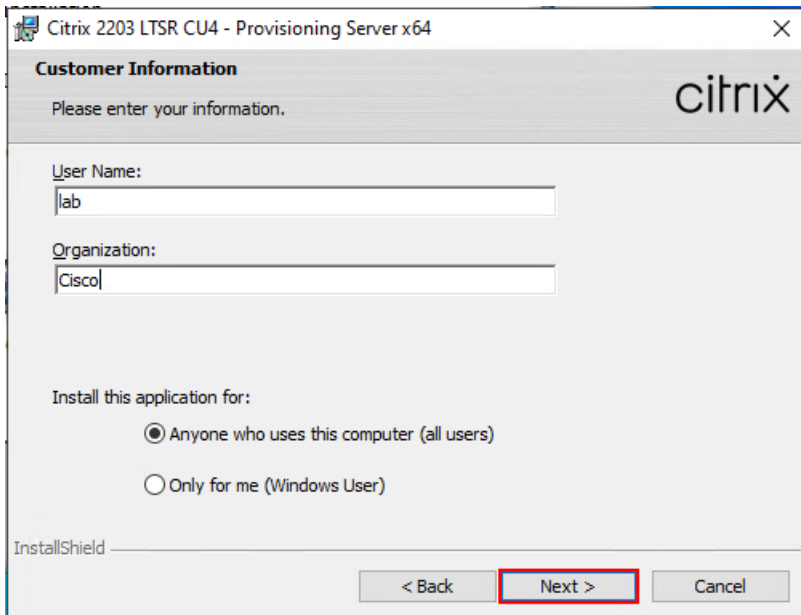 Citrix 2203 LTSR CU4 - Provisioning Server x64
Customer Information
Please enter your information.
citrix
User Name:
lab
Organization:
Cisco
Install this application for:
Anyone who uses this computer (all users)
Only for me (Windows User)
InstallShield
< Back
Next >
Cancel